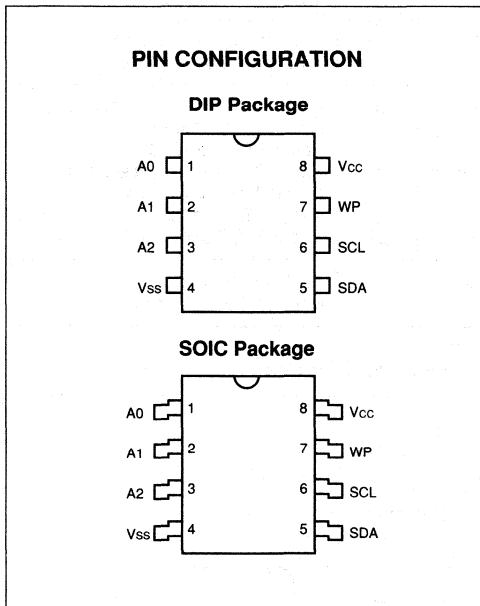 PIN CONFIGURATION
DIP Package
A0 1 8 Vcc
A1 2 7 WP
A2 3 6 SCL
Vss 4 5 SDA
SOIC Package
A0 1 8 Vcc
A1 2 7 WP
A2 3 6 SCL
Vss 4 5 SDA